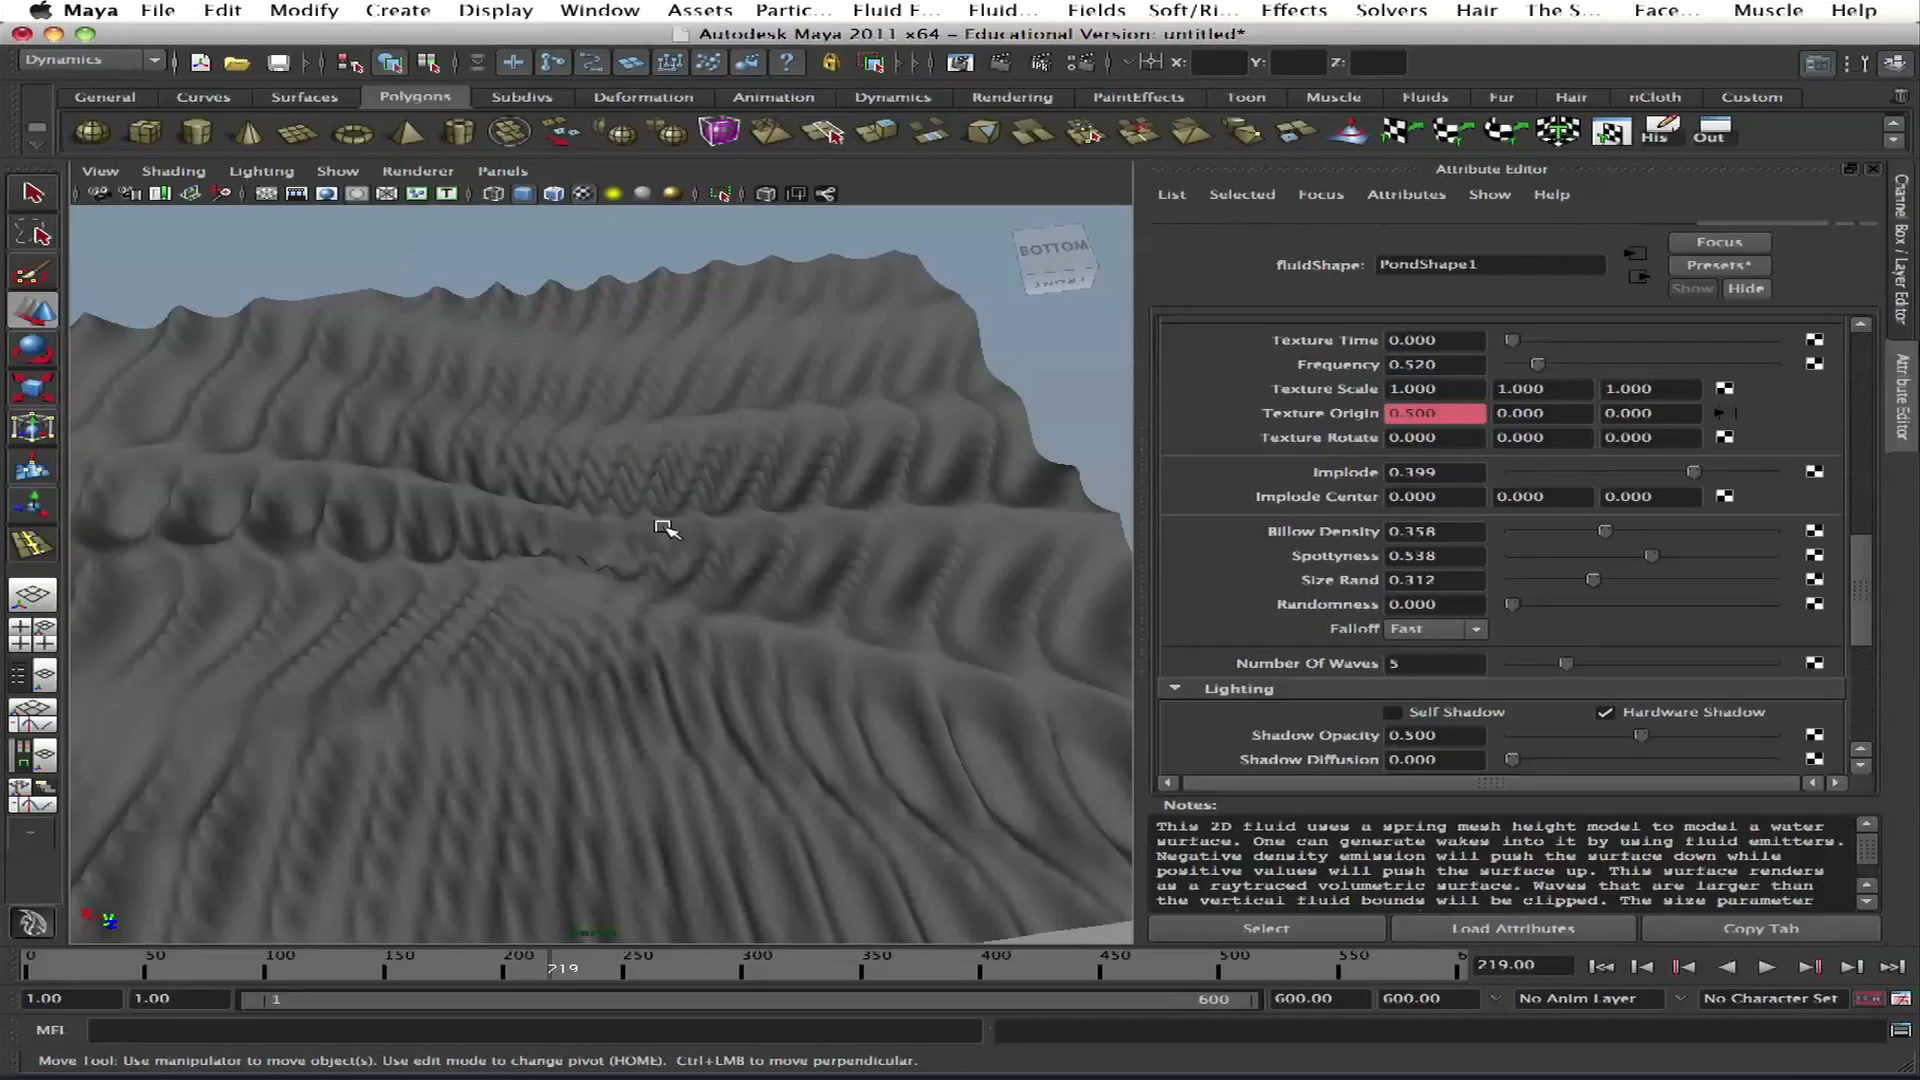 Maya File Edit Modify Create Display Window Assets Partic... Fluid E... Fluid... Fields Soft/Ri... Effects Solvers Hair The S... Face... Muscle Help
Autodesk Maya 2011 x64 – Educational Version: untitled*
Dynamics X: Y: Z:
General Curves Surfaces Polygons Subdivs Deformation Animation Dynamics Rendering PaintEffects Toon Muscle Fluids Fur Hair nCloth Custom
His Out
View Shading Lighting Show Renderer Panels
BOTTOM
FRONT
Attribute Editor
List Selected Focus Attributes Show Help
Focus
fluidShape: PondShape1 Presets*
Show Hide
Channel Box / Layer Editor
Attribute Editor
Texture Time 0.000
Frequency 0.520
Texture Scale 1.000 1.000 1.000
Texture Origin 0.500 0.000 0.000
Texture Rotate 0.000 0.000 0.000
Implode 0.399
Implode Center 0.000 0.000 0.000
Billow Density 0.358
Spottyness 0.538
Size Rand 0.312
Randomness 0.000
Falloff Fast
Number Of Waves 5
Lighting
Self Shadow Hardware Shadow
Shadow Opacity 0.500
Shadow Diffusion 0.000
Notes:
This 2D fluid uses a spring mesh height model to model a water
surface. One can generate wakes into it by using fluid emitters.
Negative density emission will push the surface down while
positive values will push the surface up. This surface renders
as a raytraced volumetric surface. Waves that are larger than
the vertical fluid bounds will be clipped. The size parameter
Select Load Attributes Copy Tab
0 50 100 150 200 219 250 300 350 400 450 500 550 6 219.00
1.00 1.00 1 600 600.00 600.00 No Anim Layer No Character Set
MEL
Move Tool: Use manipulator to move object(s). Use edit mode to change pivot (HOME). Ctrl+LMB to move perpendicular.